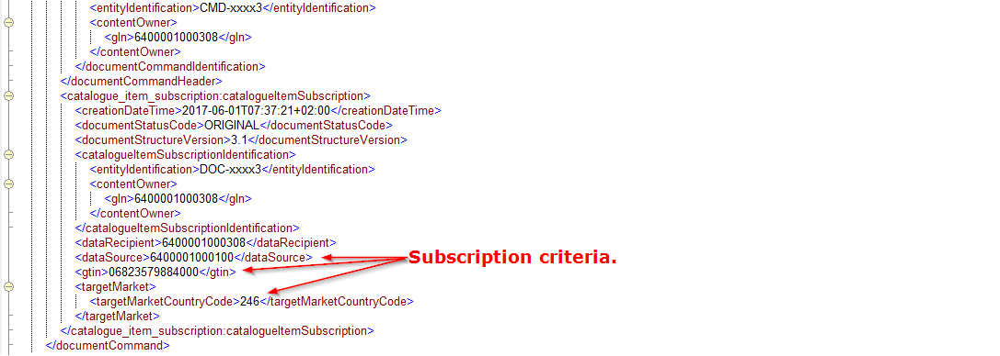 <entityIdentification>CMD-xxxx3</entityIdentification>
<contentOwner>
<gln>6400001000308</gln>
</contentOwner>
</documentCommandIdentification>
</documentCommandHeader>
<catalogue_item_subscription:catalogueItemSubscription>
<creationDateTime>2017-06-01T07:37:21+02:00</creationDateTime>
<documentStatusCode>ORIGINAL</documentStatusCode>
<documentStructureVersion>3.1</documentStructureVersion>
<catalogueItemSubscriptionIdentification>
<entityIdentification>DOC-xxxx3</entityIdentification>
<contentOwner>
<gln>6400001000308</gln>
</contentOwner>
</catalogueItemSubscriptionIdentification>
<dataRecipient>6400001000308</dataRecipient>
<dataSource>6400001000100</dataSource>
Subscription criteria.
<gtin>06823579884000</gtin>
<targetMarket>
<targetMarketCountryCode>246</targetMarketCountryCode>
</targetMarket>
</catalogue_item_subscription:catalogueItemSubscription>
</documentCommand>